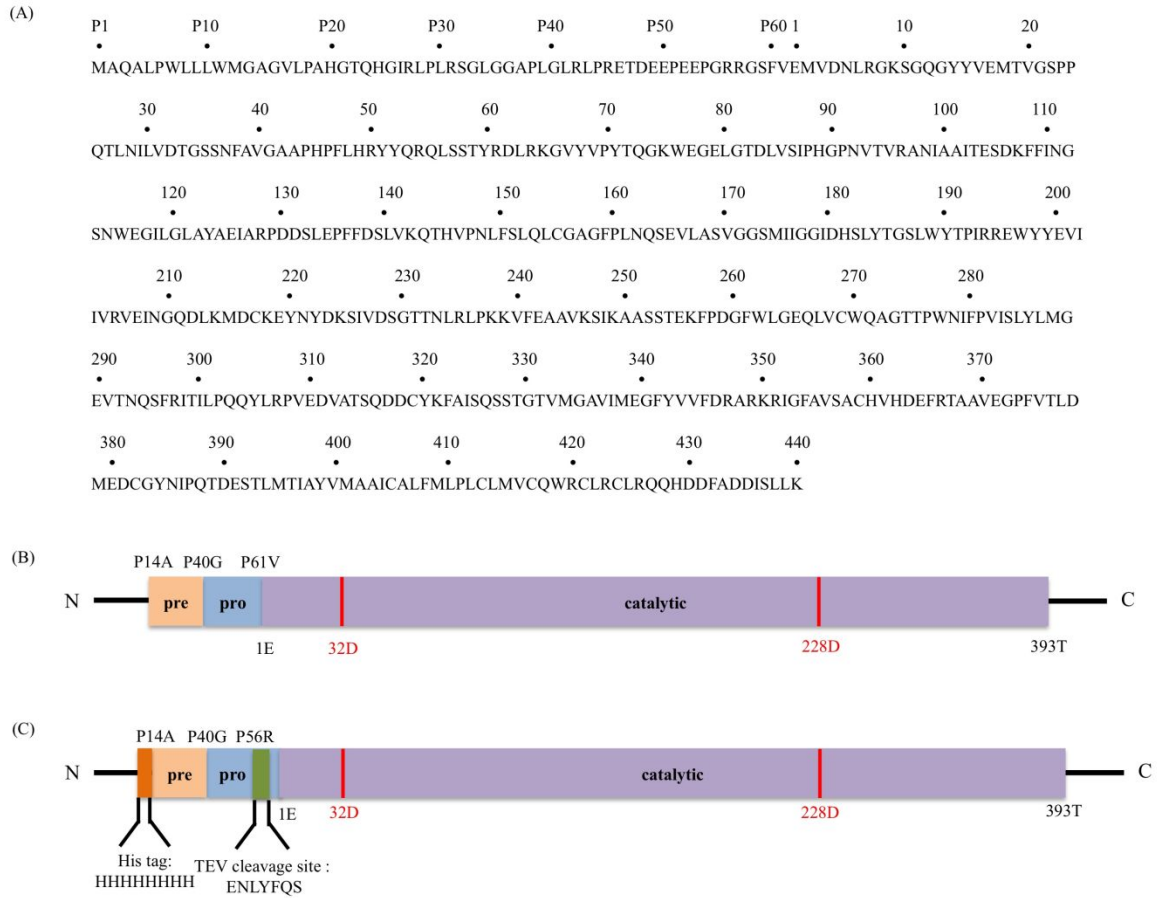 (A)
P1 P10 P20 P30 P40 P50 P60 1 10 20
MAQALPWLLLWMGAGVLPAHGTQHGIRLPLRSGLGGAPLGLRLPRETDEEPEEPGRRGSFVEMVDNLRGKSGQGYYVEMTVGSPP
30 40 50 60 70 80 90 100 110
QTLNILVDTGSSNFAVGAAPHPFLHRYYQRQLSSTYRDLRKGVYVPYTQGKWEGELGTDLVSIPHGPNVTVRANIAAITESDKFFING
120 130 140 150 160 170 180 190 200
SNWEGILGLAYAEIARPDDSLEPFFDSLVKQTHVPNLFSLQLCGAGFPLNQSEVLASVGGSMIIGGIDHSLYTGSLWYTPIRREWYYEVI
210 220 230 240 250 260 270 280
IVRVEINGQDLKMDCKEYNYDKSIVDSGTTNLRLPKKVFEAAVKSIKAASSTEKFPDGFWLGEQLVCWQAGTTPWNIFPVISLYLMG
290 300 310 320 330 340 350 360 370
EVTNQSFRITILPQQYLRPVEDVATSQDDCYKFAISQSSTGTVMGAVIMEGFYVVFDRARKRIGFAVSACHVHDEFRTAAVEGPFVTLD
380 390 400 410 420 430 440
MEDCGYNIPQTDESTLMTIAYVMAAICALFMLPLCLMVCQWRCLRCLRQQHDDFADDISLLK
(B)
P14A P40G P61V
N pre pro catalytic C
1E 32D 228D 393T
(C)
P14A P40G P56R
N pre pro catalytic C
1E 32D 228D 393T
His tag: TEV cleavage site :
HHHHHHHH ENLYFQS